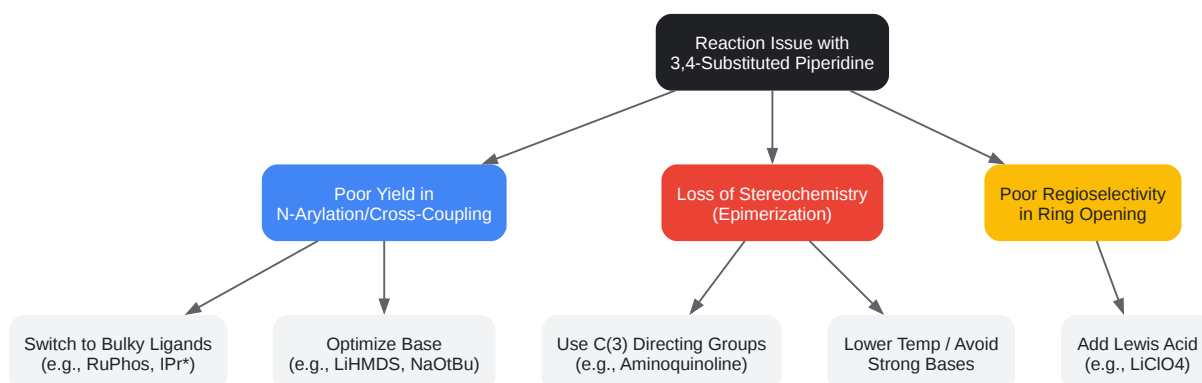 Reaction Issue with
3,4-Substituted Piperidine
Poor Yield in
N-Arylation/Cross-Coupling
Loss of Stereochemistry
(Epimerization)
Poor Regioselectivity
in Ring Opening
Switch to Bulky Ligands
(e.g., RuPhos, IPr*)
Optimize Base
(e.g., LiHMDS, NaOtBu)
Use C(3) Directing Groups
(e.g., Aminoquinoline)
Lower Temp / Avoid
Strong Bases
Add Lewis Acid
(e.g., LiClO4)